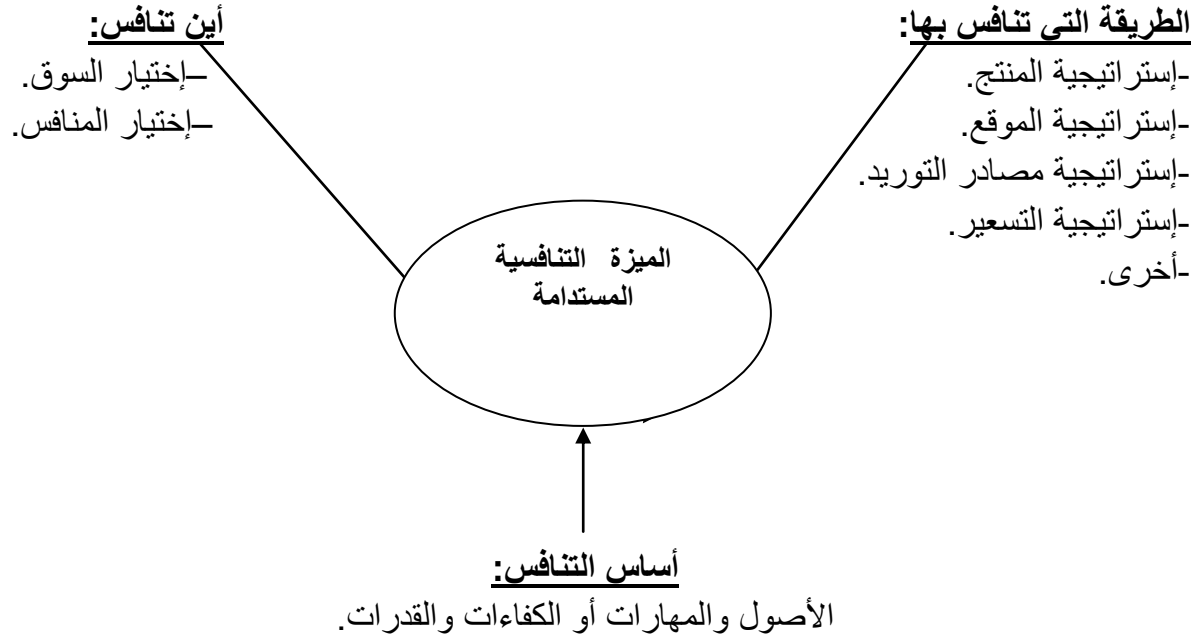 الطريقة التي تنافس بها:
-إستراتيجية المنتج.
-إستراتيجية الموقع.
-إستراتيجية مصادر التوريد.
-إستراتيجية التسعير.
-أخرى.
أين تنافس:
–إختيار السوق.
–إختيار المنافس.
الميزة التنافسية
المستدامة
أساس التنافس:
الأصول والمهارات أو الكفاءات والقدرات.